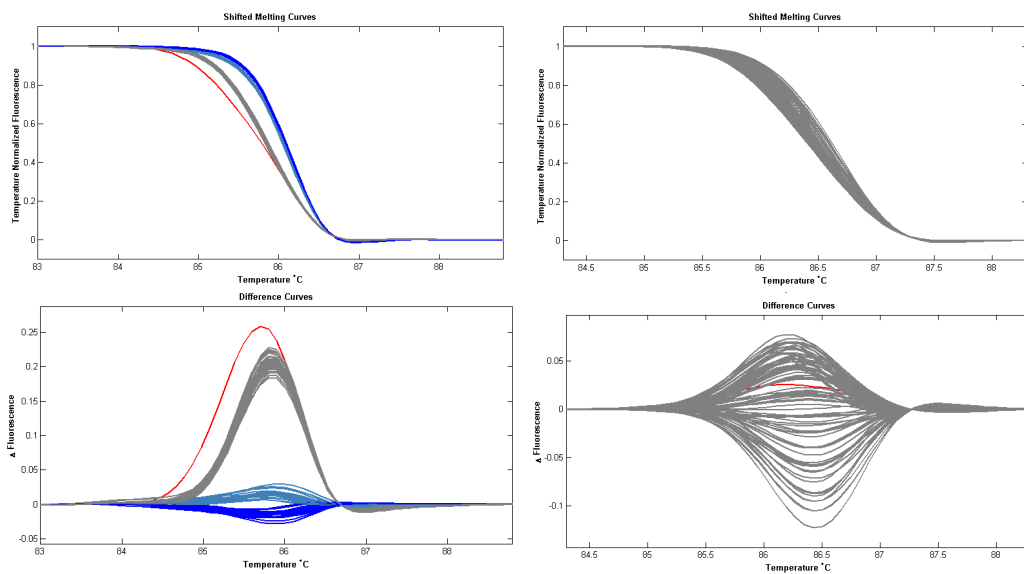 Shifted Melting Curves
Temperature Normalized Fluorescence
1
0.8
0.6
0.4
0.2
0
83 84 85 86 87 88
Temperature °C
Shifted Melting Curves
Temperature Normalized Fluorescence
1
0.8
0.6
0.4
0.2
0
84.5 85 85.5 86 86.5 87 87.5 88
Temperature °C
Difference Curves
Δ Fluorescence
0.25
0.2
0.15
0.1
0.05
0
-0.05
83 84 85 86 87 88
Temperature °C
Difference Curves
Δ Fluorescence
0.05
0
-0.05
-0.1
84.5 85 85.5 86 86.5 87 87.5 88
Temperature °C